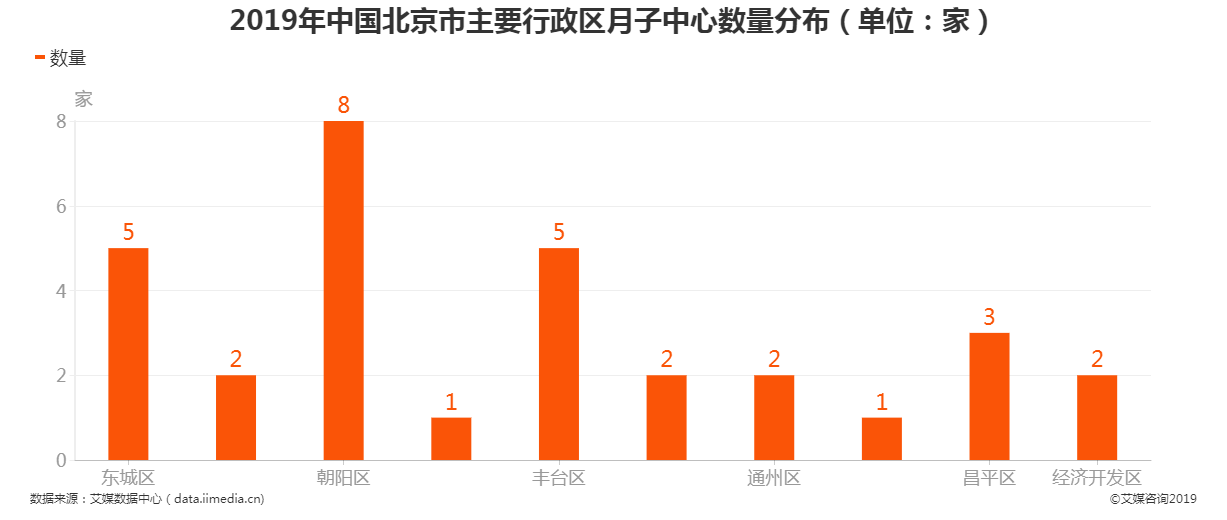 2019年中国北京市主要行政区月子中心数量分布（单位：家）
数量
家
8
6
4
2
0
5
2
8
1
5
2
2
1
3
2
东城区
朝阳区
丰台区
通州区
昌平区
经济开发区
数据来源：艾媒数据中心（data.iimedia.cn)
©艾媒咨询2019